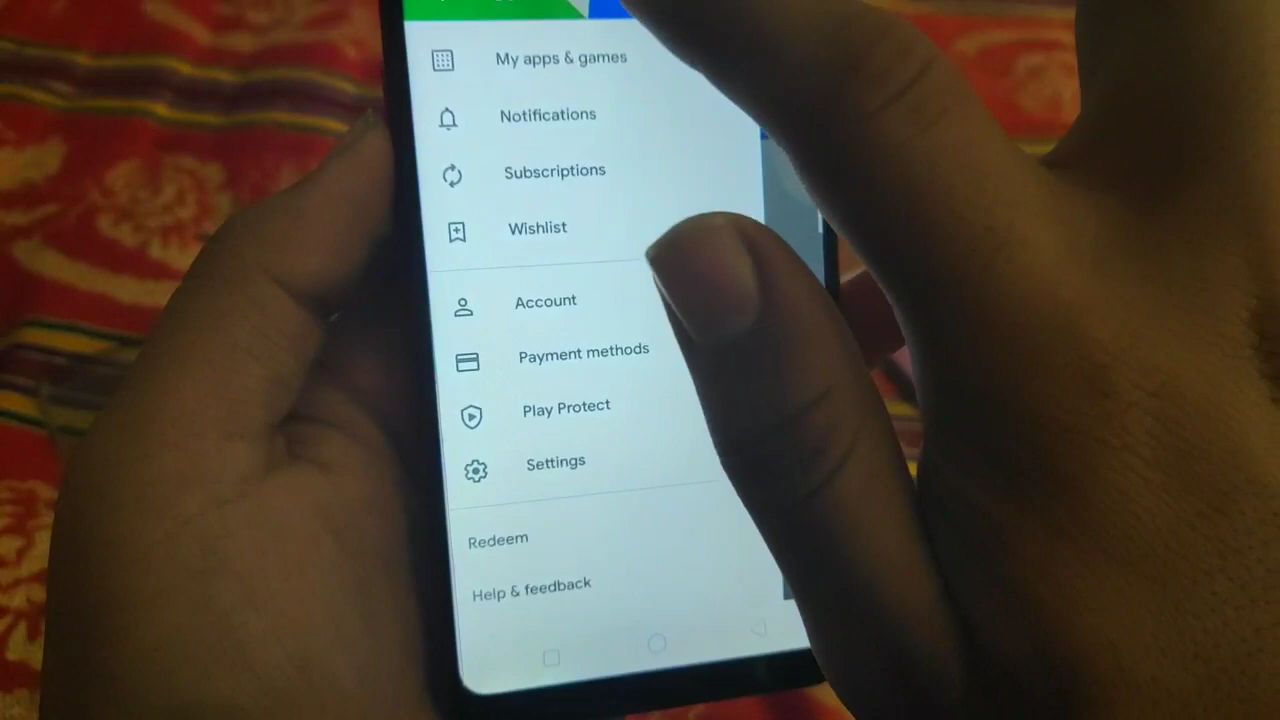 My apps & games
Notifications
Subscriptions
Wishlist
Account
Payment methods
Play Protect
Settings
Redeem
Help & feedback